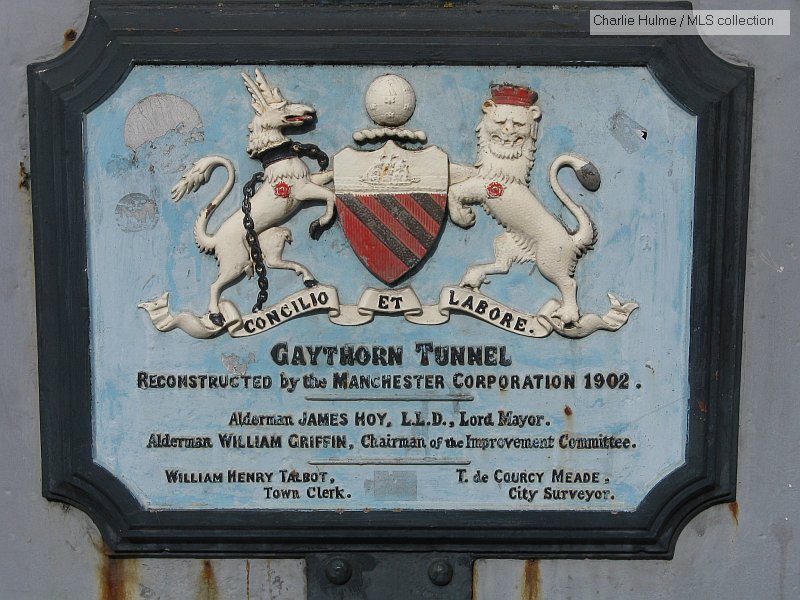 Charlie Hulme / MLS collection
CONCILIO ET LABORE.
GAYTHORN TUNNEL
RECONSTRUCTED by the MANCHESTER CORPORATION 1902.
Alderman JAMES HOY, L.L.D., Lord Mayor.
Alderman WILLIAM GRIFFIN, Chairman of the Improvement Committee.
WILLIAM HENRY TALBOT, T. de COURCY MEADE,
Town Clerk. City Surveyor.